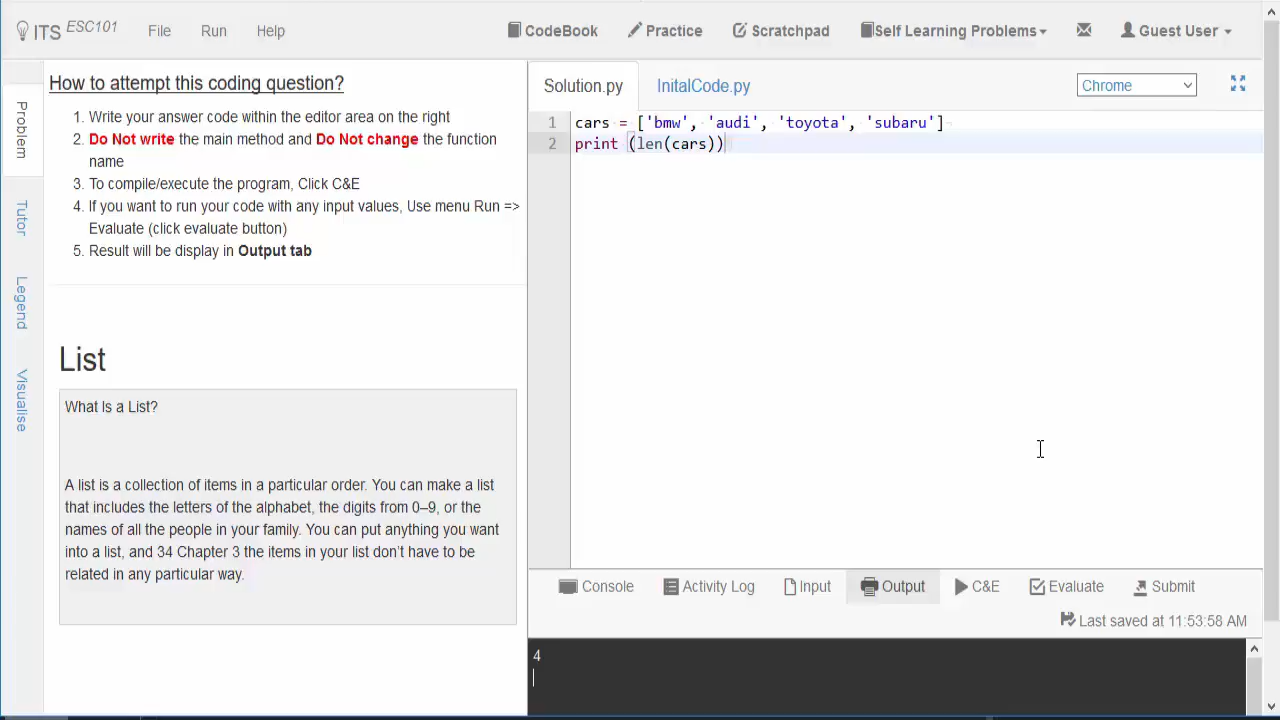 ITS ESC101 File Run Help CodeBook Practice Scratchpad Self Learning Problems Guest User
Problem
Tutor
Legend
Visualise
How to attempt this coding question?
1. Write your answer code within the editor area on the right
2. Do Not write the main method and Do Not change the function
name
3. To compile/execute the program, Click C&E
4. If you want to run your code with any input values, Use menu Run =>
Evaluate (click evaluate button)
5. Result will be display in Output tab
List
What Is a List?
A list is a collection of items in a particular order. You can make a list
that includes the letters of the alphabet, the digits from 0–9, or the
names of all the people in your family. You can put anything you want
into a list, and 34 Chapter 3 the items in your list don't have to be
related in any particular way.
Solution.py InitalCode.py Chrome
1 cars = ['bmw', 'audi', 'toyota', 'subaru']
2 print (len(cars))
Console Activity Log Input Output C&E Evaluate Submit
Last saved at 11:53:58 AM
4